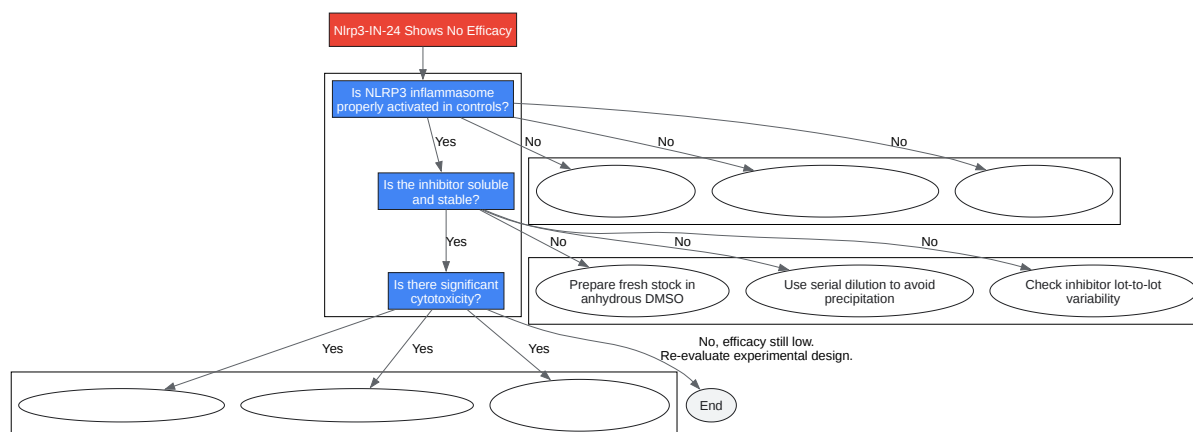 Nlrp3-IN-24 Shows No Efficacy
Is NLRP3 inflammasome
properly activated in controls?
Yes
No
No
No
Is the inhibitor soluble
and stable?
Yes
No
No
No
Is there significant
cytotoxicity?
Prepare fresh stock in
anhydrous DMSO
Use serial dilution to avoid
precipitation
Check inhibitor lot-to-lot
variability
Yes
Yes
Yes
No, efficacy still low.
Re-evaluate experimental design.
End